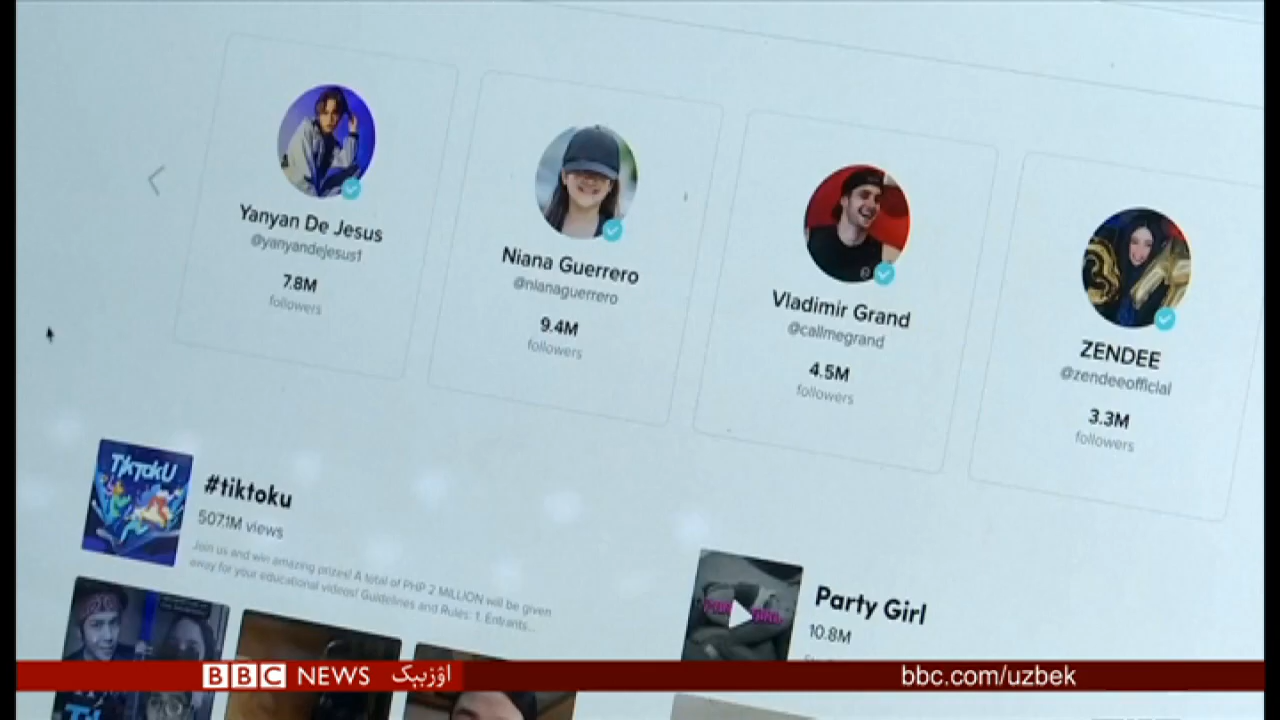 Yanyan De Jesus
@yanyandejesus1
7.8M
followers
Niana Guerrero
@nianaguerrero
9.4M
followers
Vladimir Grand
@callmegrand
4.5M
followers
ZENDEE
@zendeeofficial
3.3M
followers
TikTokU
#tiktoku
507.1M views
Join us and win amazing prizes! A total of PHP 2 MILLION will be given
away for your educational videos! Guidelines and Rules: 1. Entrants...
Party Girl
10.8M
BBC NEWS اوٚزبېک
bbc.com/uzbek